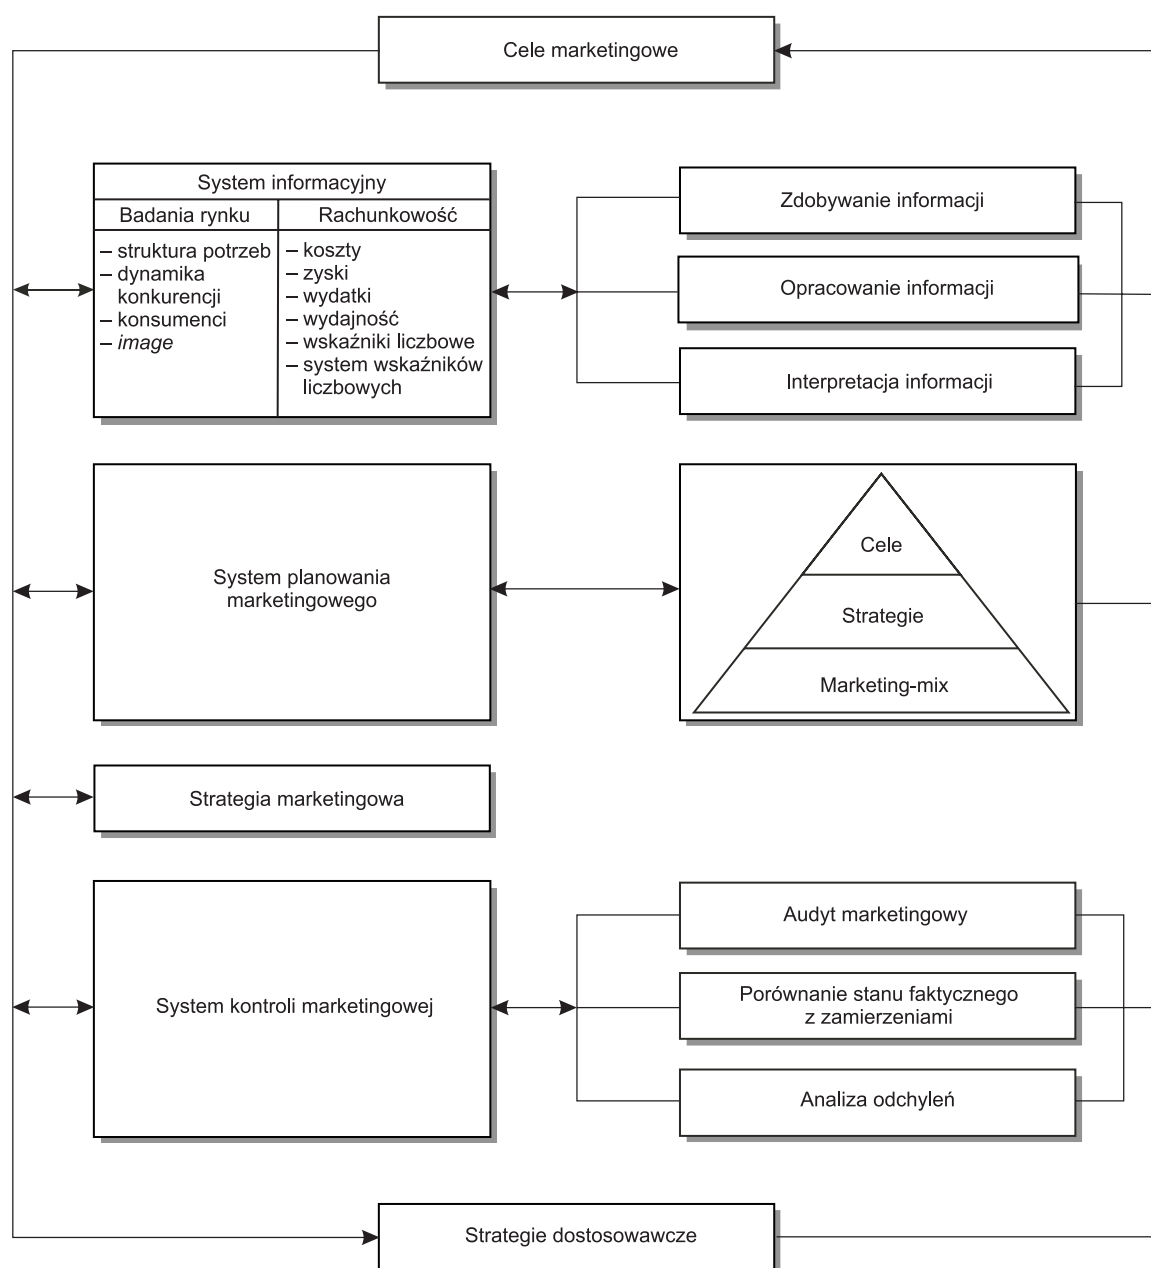 Cele marketingowe
System informacyjny
Badania rynku
– struktura potrzeb
– dynamika
konkurencji
– konsumenci
– image
Rachunkowość
– koszty
– zyski
– wydatki
– wydajność
– wskaźniki liczbowe
– system wskaźników
liczbowych
Zdobywanie informacji
Opracowanie informacji
Interpretacja informacji
System planowania
marketingowego
Cele
Strategie
Marketing-mix
Strategia marketingowa
System kontroli marketingowej
Audyt marketingowy
Porównanie stanu faktycznego
z zamierzeniami
Analiza odchyleń
Strategie dostosowawcze